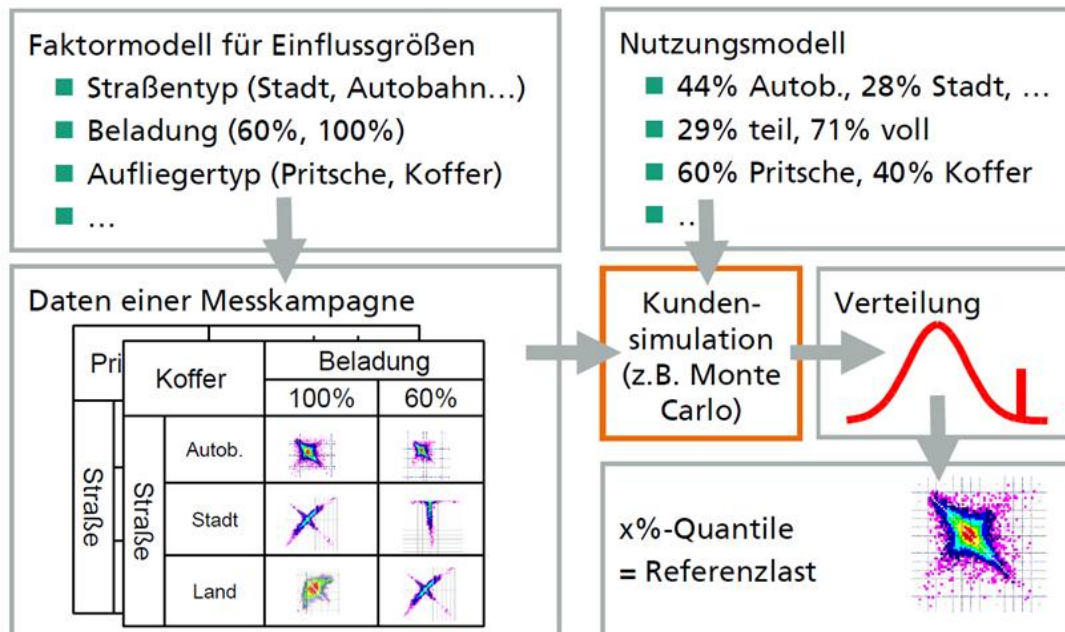 Faktormodell für Einflussgrößen
Straßentyp (Stadt, Autobahn…)
Beladung (60%, 100%)
Aufliegertyp (Pritsche, Koffer)
…
Nutzungsmodell
44% Autob., 28% Stadt, …
29% teil, 71% voll
60% Pritsche, 40% Koffer
…
Daten einer Messkampagne
Pri
Straße
Koffer
Beladung
100%
60%
Straße
Autob.
Stadt
Land
Kunden-
simulation
(z.B. Monte
Carlo)
Verteilung
x%-Quantile
= Referenzlast